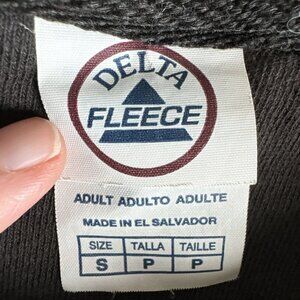 DELTA
FLEECE
ADULT ADULTO ADULTE
MADE IN EL SALVADOR
SIZE TALLA TAILLE
S P P